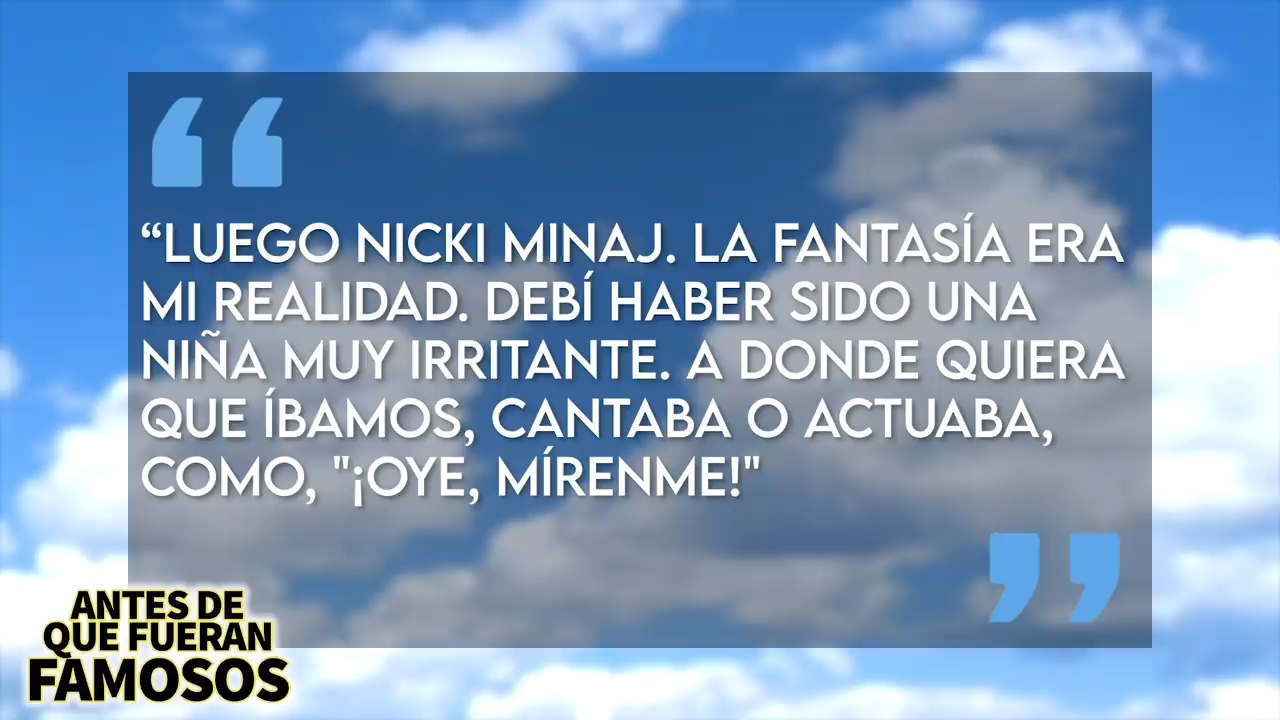 “LUEGO NICKI MINAJ. LA FANTASÍA ERA
MI REALIDAD. DEBÍ HABER SIDO UNA
NIÑA MUY IRRITANTE. A DONDE QUIERA
QUE ÍBAMOS, CANTABA O ACTUABA,
COMO, "¡OYE, MÍRENME!"
ANTES DE
QUE FUERAN
FAMOSOS